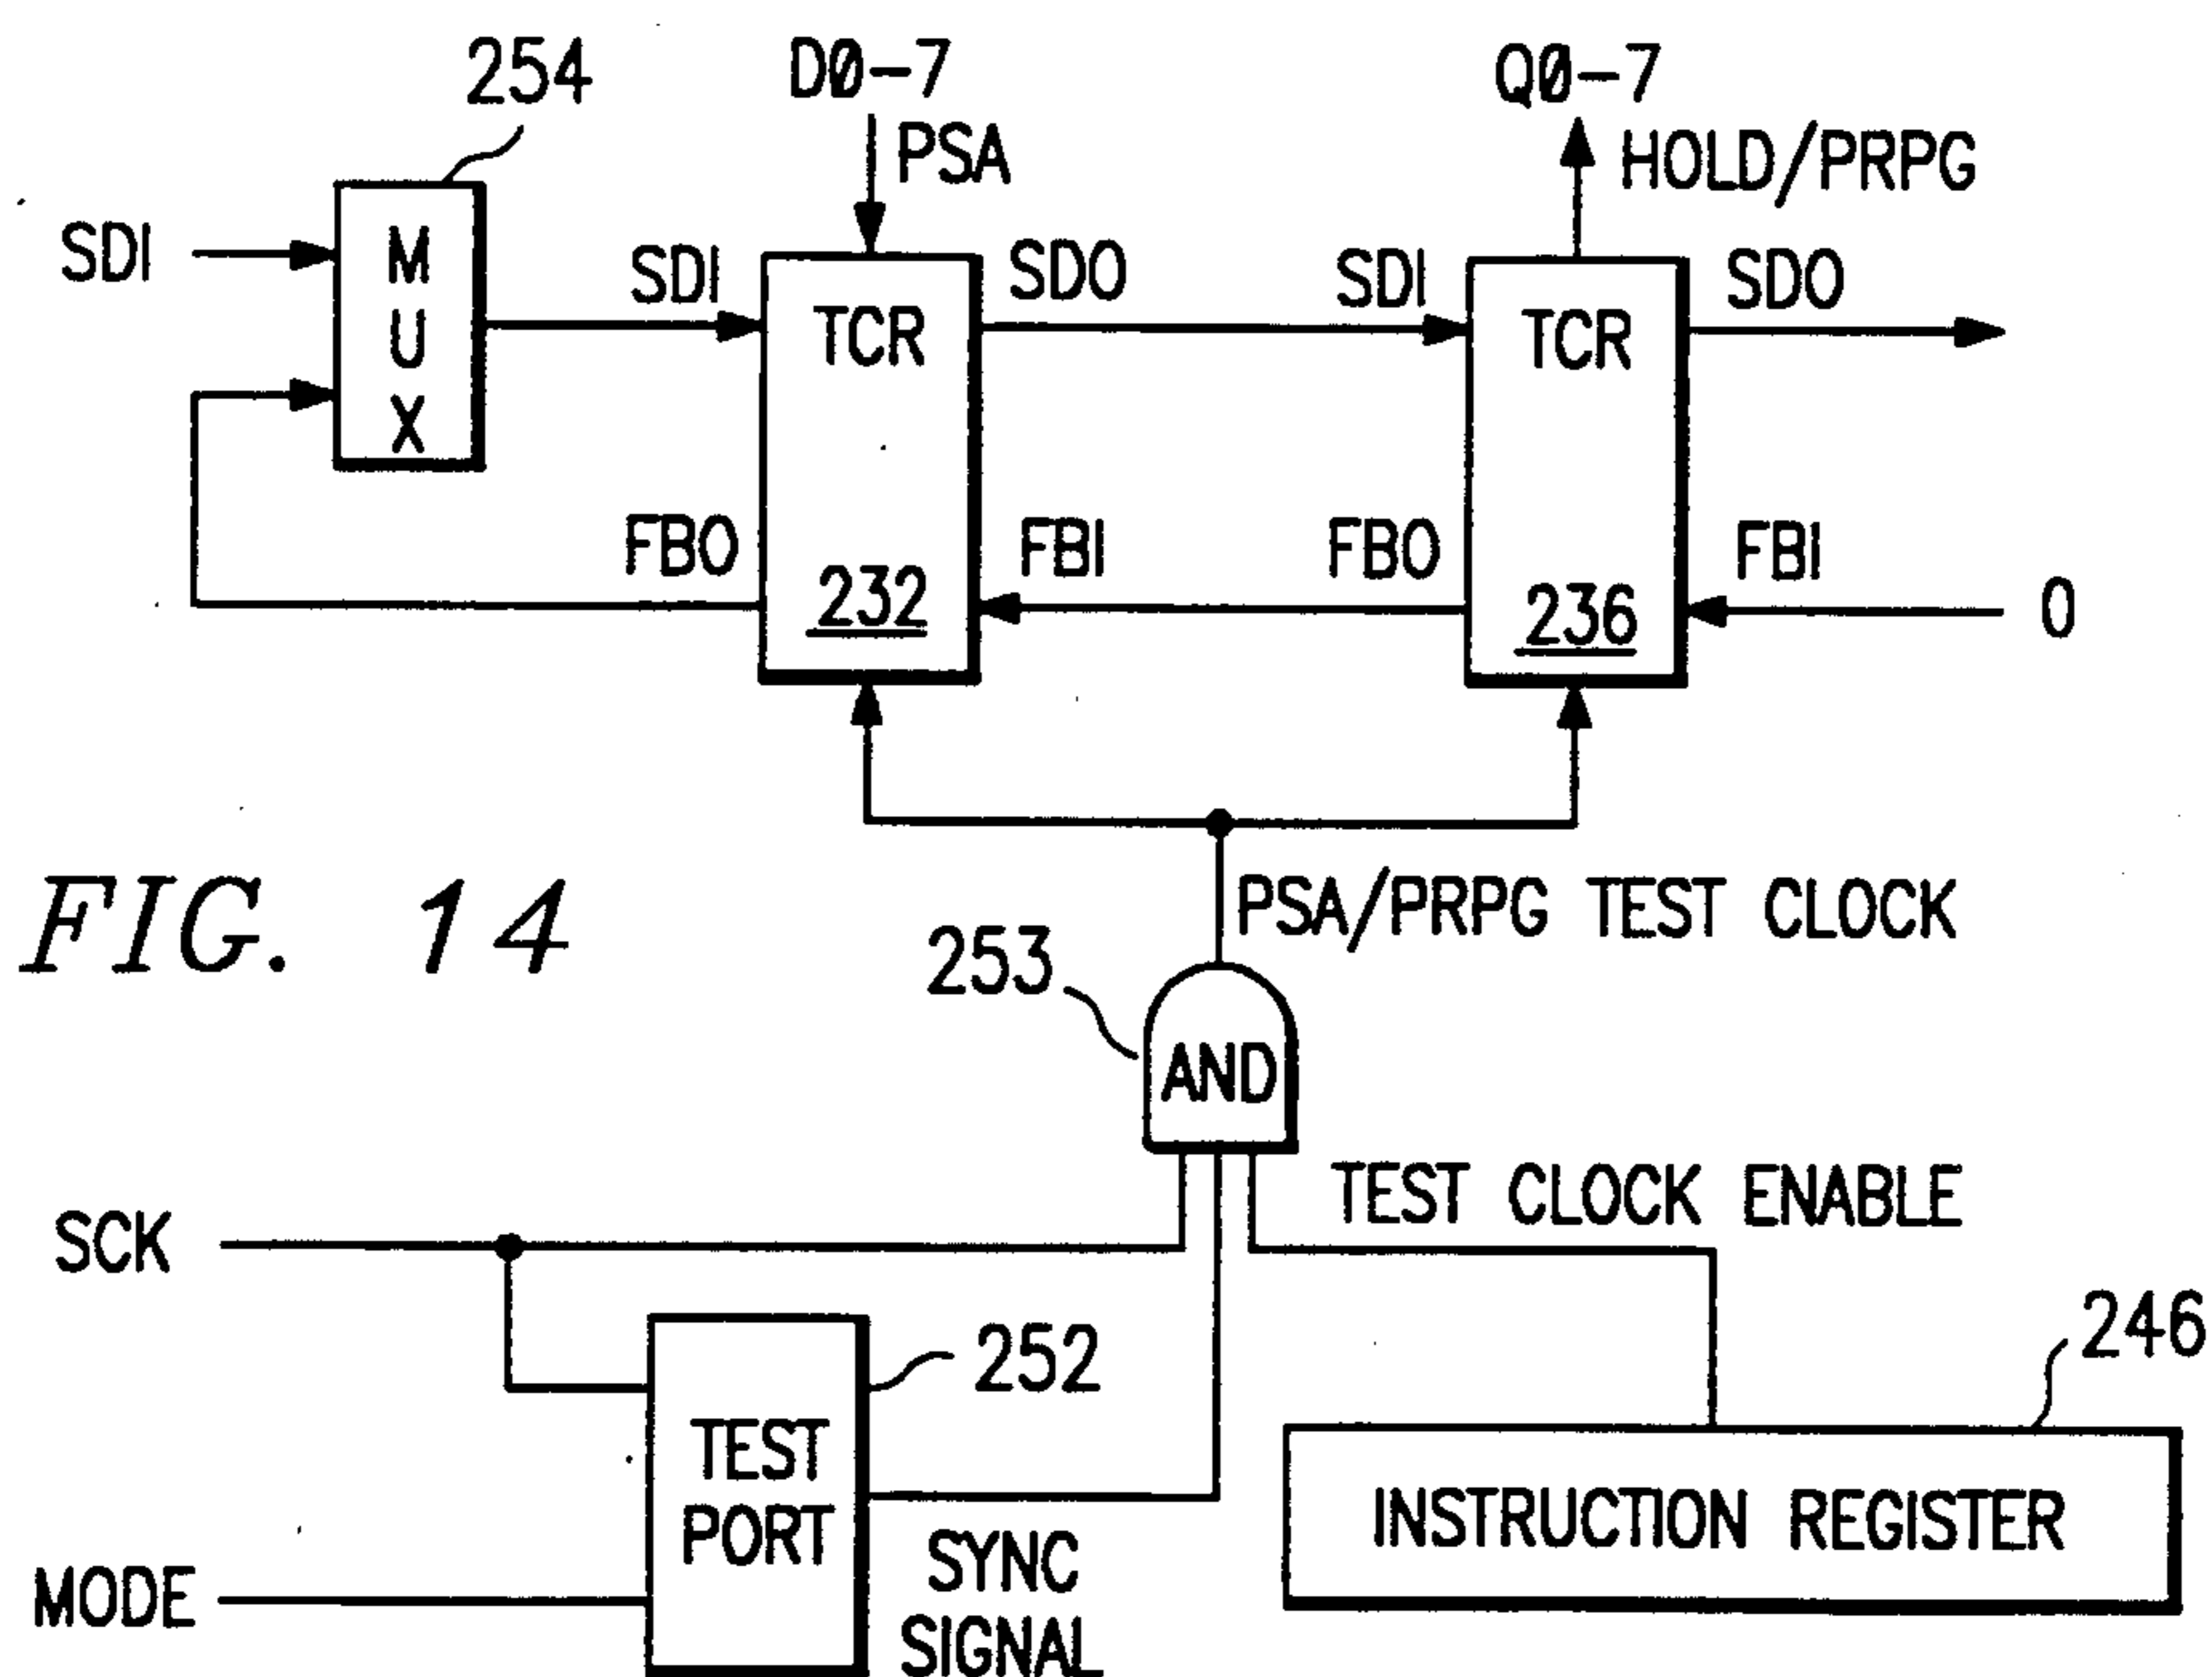 254
D0-7
Q0-7
PSA
HOLD/PRPG
SDI
MUX
SDI
TCR
SDO
SDI
TCR
SDO
FBO
232
FBI
FBO
236
FBI
0
FIG. 14
PSA/PRPG TEST CLOCK
253
AND
TEST CLOCK ENABLE
SCK
252
246
TEST
PORT
INSTRUCTION REGISTER
MODE
SYNC
SIGNAL